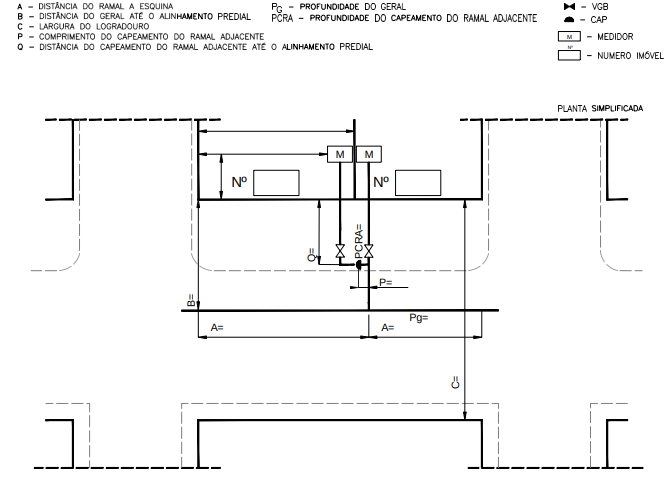 A – DISTÂNCIA DO RAMAL A ESQUINA
B – DISTÂNCIA DO GERAL ATÉ O ALINHAMENTO PREDIAL
C – LARGURA DO LOGRADOURO
P – COMPRIMENTO DO CAPEAMENTO DO RAMAL ADJACENTE
Q – DISTÂNCIA DO CAPEAMENTO DO RAMAL ADJACENTE ATÉ O ALINHAMENTO PREDIAL
PG – PROFUNDIDADE DO GERAL
PCRA – PROFUNDIDADE DO CAPEAMENTO DO RAMAL ADJACENTE
– VGB
– CAP
M – MEDIDOR
Nº – NUMERO IMÓVEL
PLANTA SIMPLIFICADA
M M
Nº Nº
PCRA=
Q=
P=
B=
Pg=
A= A=
C=